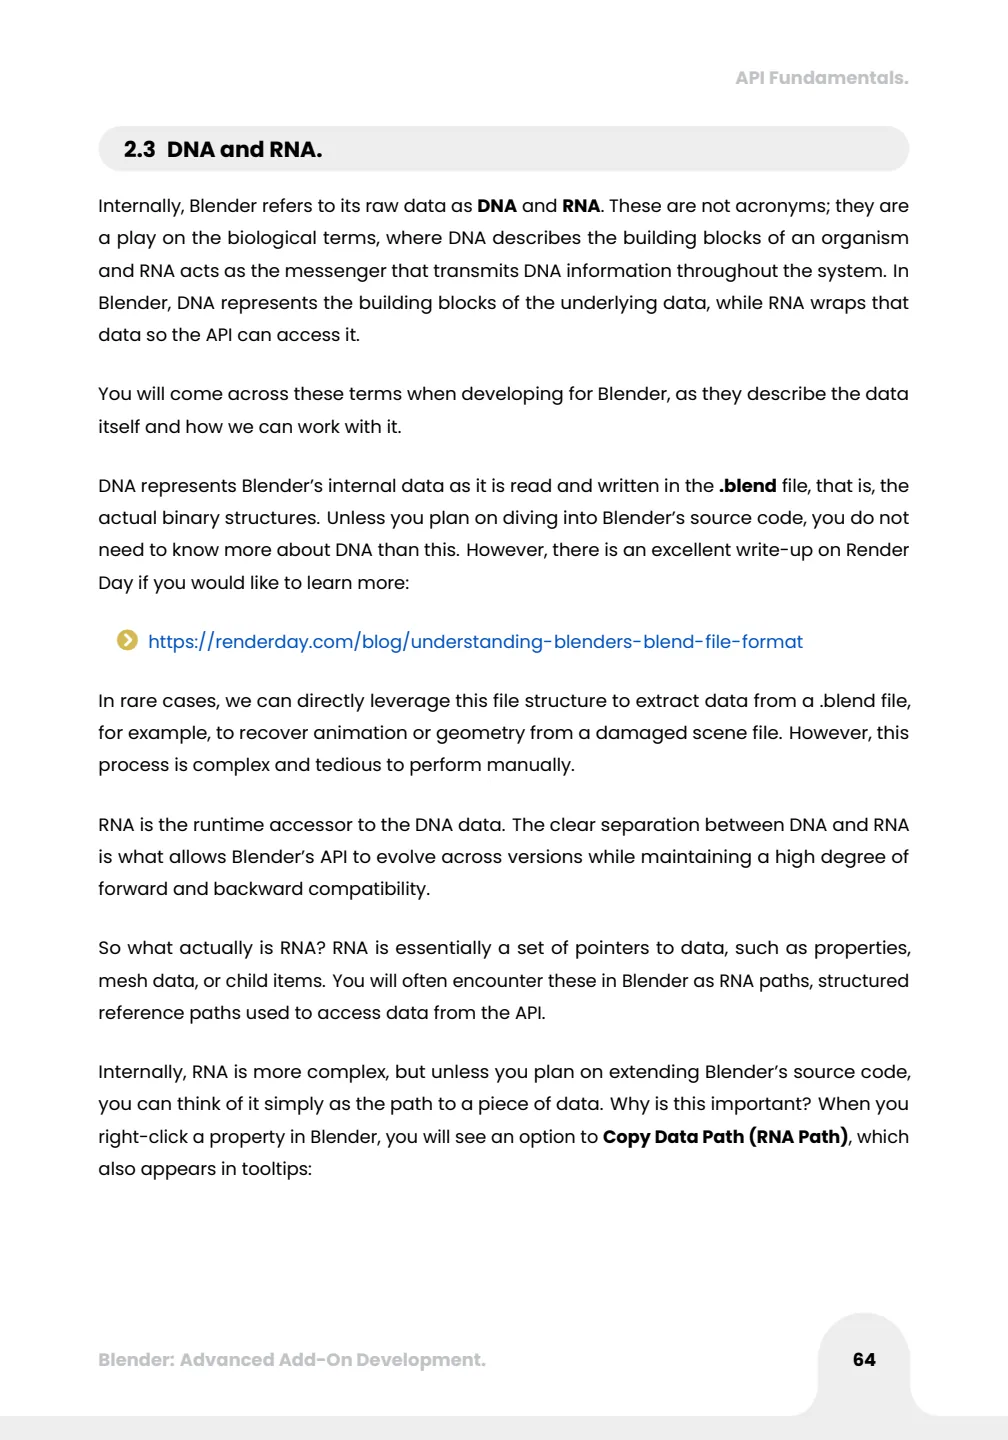 API Fundamentals.
2.3 DNA and RNA.
Internally, Blender refers to its raw data as DNA and RNA. These are not acronyms; they are
a play on the biological terms, where DNA describes the building blocks of an organism
and RNA acts as the messenger that transmits DNA information throughout the system. In
Blender, DNA represents the building blocks of the underlying data, while RNA wraps that
data so the API can access it.
You will come across these terms when developing for Blender, as they describe the data
itself and how we can work with it.
DNA represents Blender’s internal data as it is read and written in the .blend file, that is, the
actual binary structures. Unless you plan on diving into Blender’s source code, you do not
need to know more about DNA than this. However, there is an excellent write-up on Render
Day if you would like to learn more:
https://renderday.com/blog/understanding-blenders-blend-file-format
In rare cases, we can directly leverage this file structure to extract data from a .blend file,
for example, to recover animation or geometry from a damaged scene file. However, this
process is complex and tedious to perform manually.
RNA is the runtime accessor to the DNA data. The clear separation between DNA and RNA
is what allows Blender’s API to evolve across versions while maintaining a high degree of
forward and backward compatibility.
So what actually is RNA? RNA is essentially a set of pointers to data, such as properties,
mesh data, or child items. You will often encounter these in Blender as RNA paths, structured
reference paths used to access data from the API.
Internally, RNA is more complex, but unless you plan on extending Blender’s source code,
you can think of it simply as the path to a piece of data. Why is this important? When you
right-click a property in Blender, you will see an option to Copy Data Path (RNA Path), which
also appears in tooltips:
Blender: Advanced Add-On Development.
64